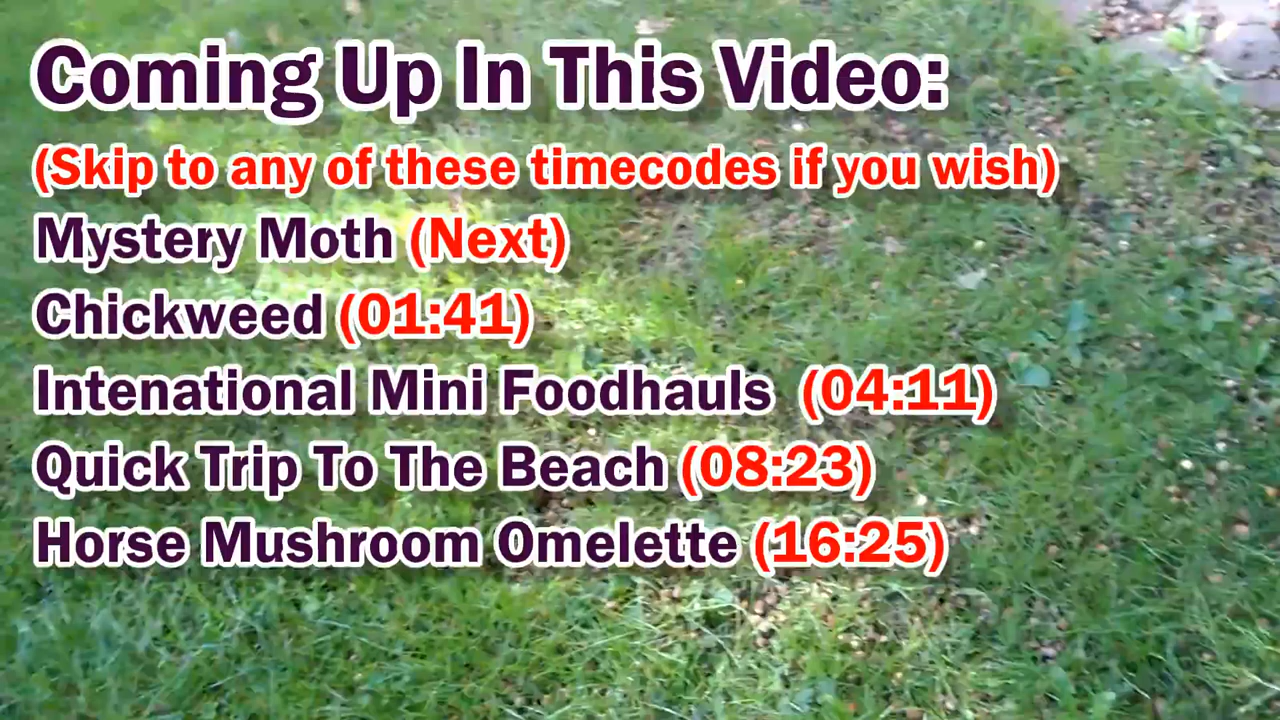 Coming Up In This Video:
(Skip to any of these timecodes if you wish)
Mystery Moth (Next)
Chickweed (01:41)
Intenational Mini Foodhauls (04:11)
Quick Trip To The Beach (08:23)
Horse Mushroom Omelette (16:25)